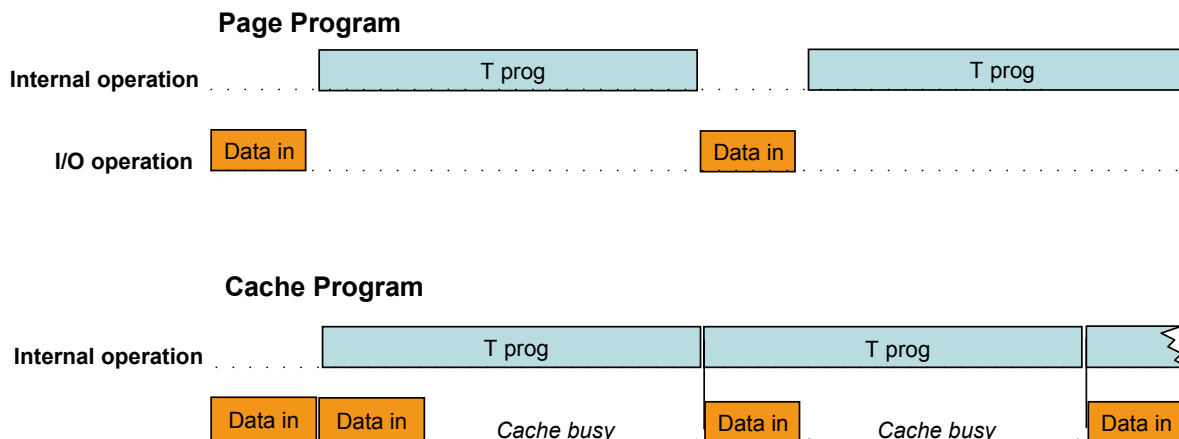 Page Program
Internal operation
T prog
T prog
I/O operation
Data in
Data in
Cache Program
Internal operation
T prog
T prog
Data in
Data in
Cache busy
Data in
Cache busy
Data in